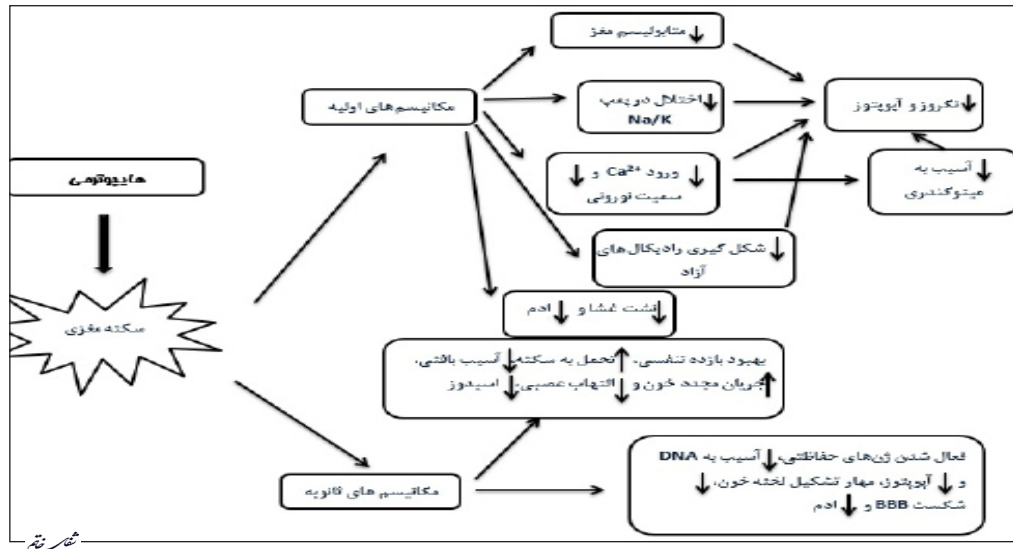 ↓ متابولیسم مغز
مکانیسم‌های اولیه
↓ اختلال در پمپ
Na/K
↓ نکروز و آپوپتوز
هایپوترمی
↓ ورود Ca²⁺ و ↓
سمیت نورونی
↓ آسیب به
میتوکندری
↓ شکل گیری رادیکال‌های
آزاد
سکته مغزی
↓ نشت غشا و ↓ ادم
بهبود بازده تنفسی، ↑ تحمل به سکته، ↓ آسیب بافتی،
↑ جریان مجدد خون و ↓ التهاب عصبی، ↓ اسیدوز
مکانیسم های ثانویه
فعال شدن ژن‌های حفاظتی، ↓ آسیب به DNA
و ↓ آپوپتوز، مهار تشکیل لخته خون، ↓
شکست BBB و ↓ ادم
شفای خاتم